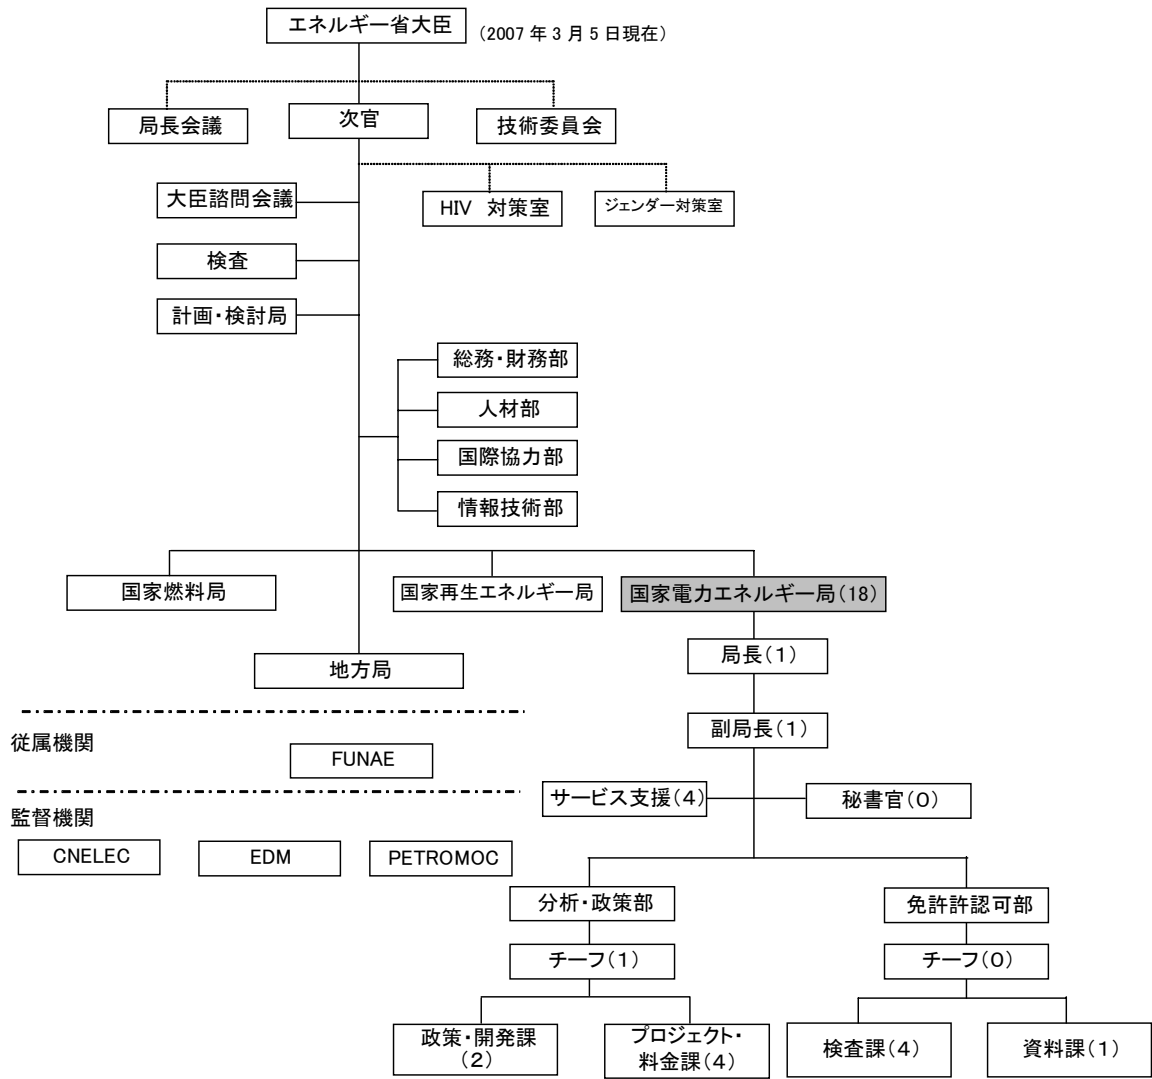 エネルギー省大臣
（2007 年 3 月 5 日現在）
局長会議
次官
技術委員会
大臣諮問会議
HIV　対策室
ジェンダー対策室
検査
計画・検討局
総務・財務部
人材部
国際協力部
情報技術部
国家燃料局
国家再生エネルギー局
国家電力エネルギー局（18）
局長（1）
地方局
副局長（1）
従属機関
FUNAE
サービス支援（4）
秘書官（0）
監督機関
CNELEC
EDM
PETROMOC
分析・政策部
免許許認可部
チーフ（1）
チーフ（0）
政策・開発課
（2）
プロジェクト・
料金課（4）
検査課（4）
資料課（1）